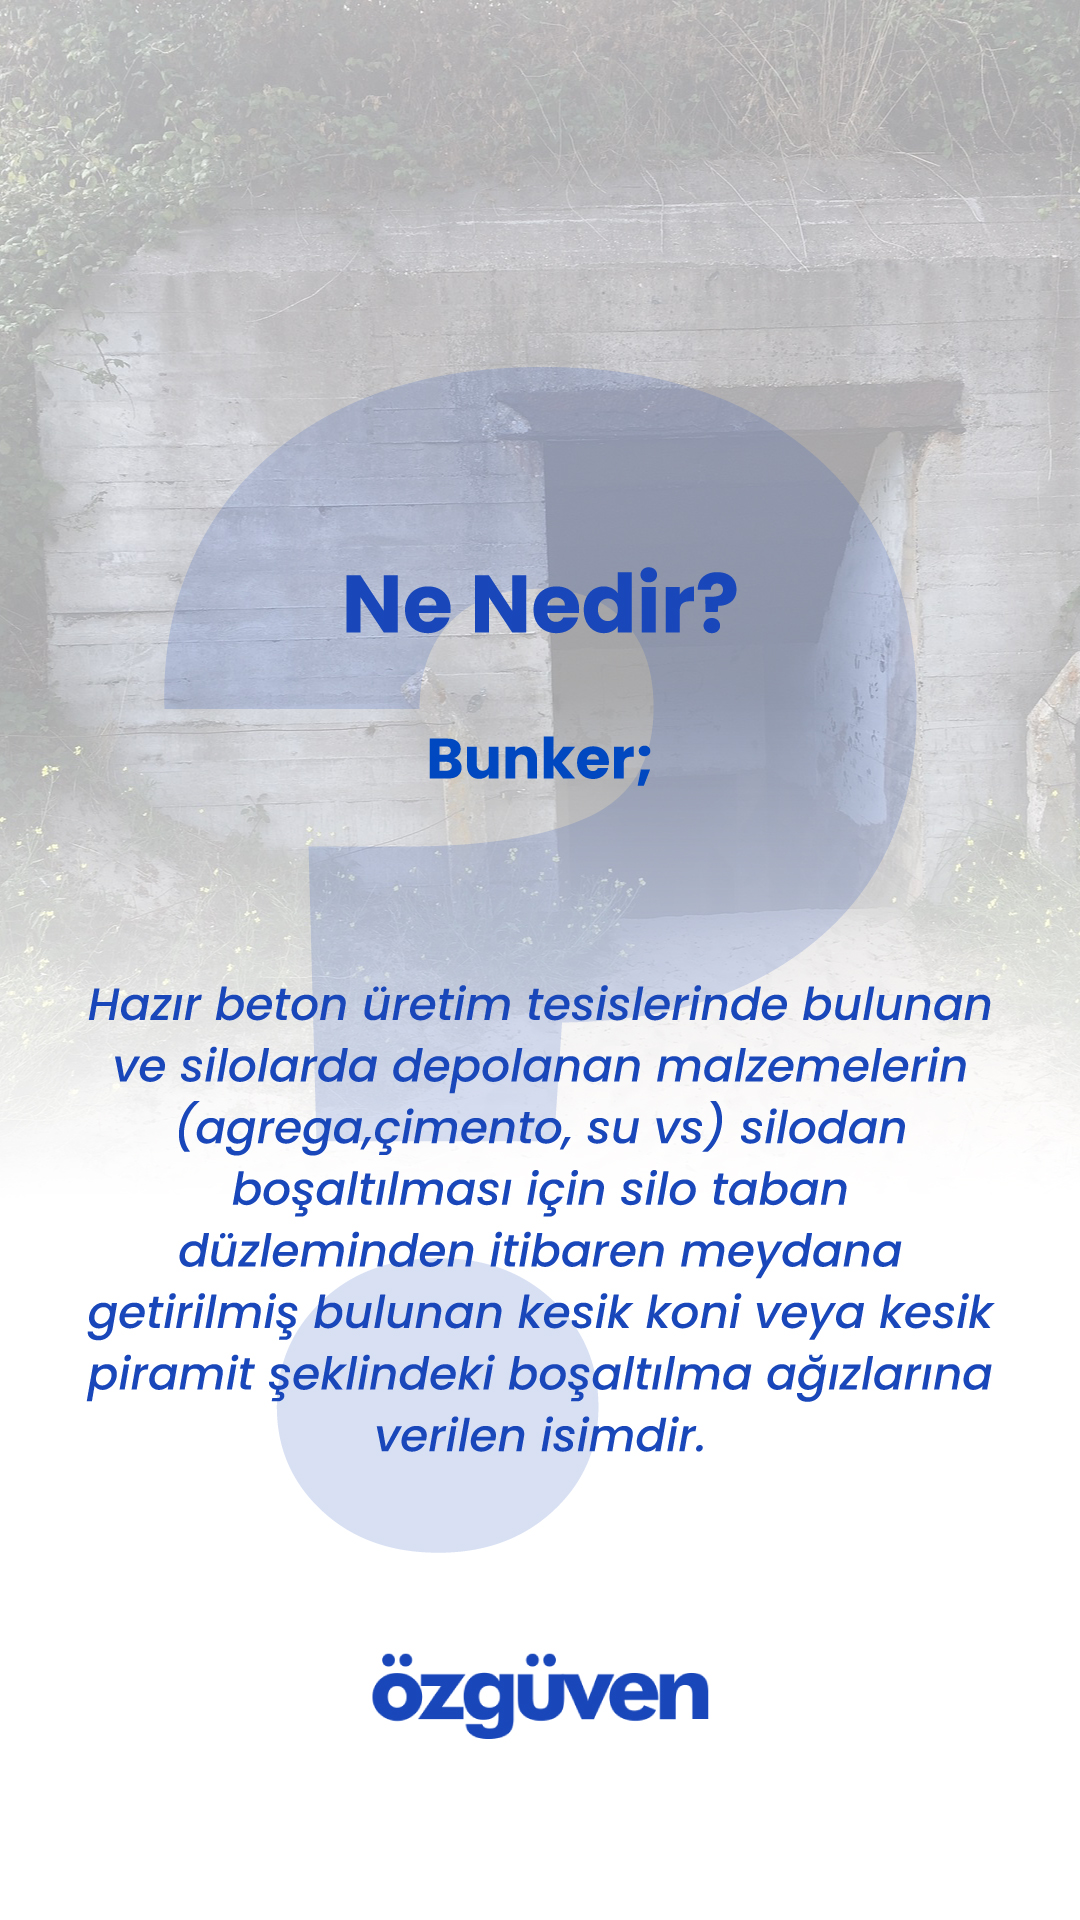 Ne Nedir?
Bunker;
Hazır beton üretim tesislerinde bulunan
ve silolarda depolanan malzemelerin
(agrega,çimento, su vs) silodan
boşaltılması için silo taban
düzleminden itibaren meydana
getirilmiş bulunan kesik koni veya kesik
piramit şeklindeki boşaltılma ağızlarına
verilen isimdir.
özgüven